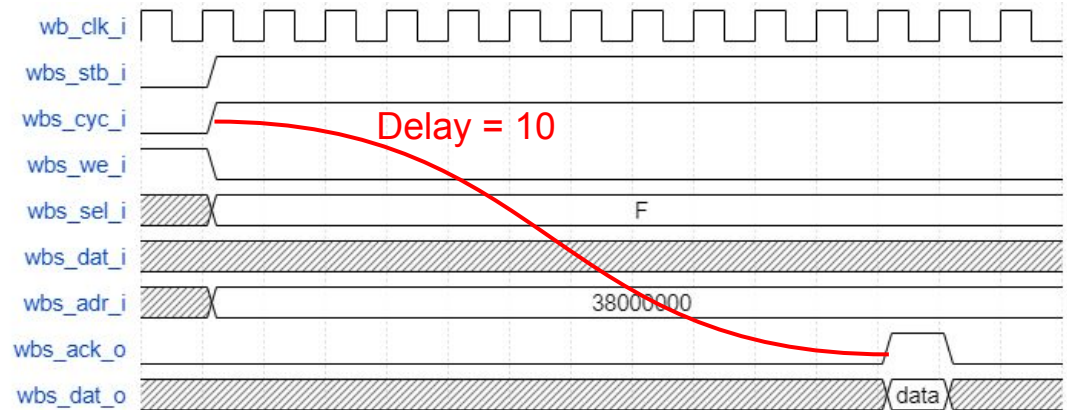 wb_clk_i
wbs_stb_i
wbs_cyc_i
Delay = 10
wbs_we_i
wbs_sel_i F
wbs_dat_i
wbs_adr_i 38000000
wbs_ack_o
wbs_dat_o data